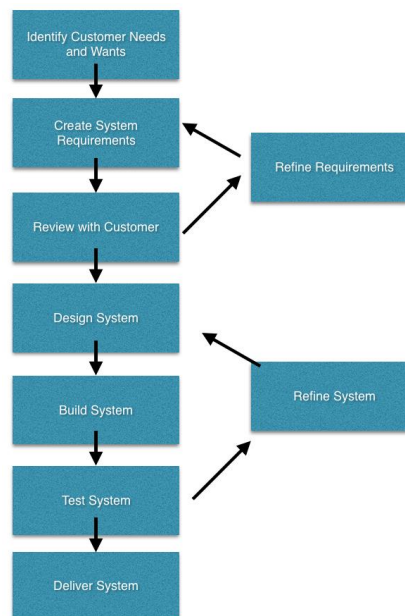 Identify Customer Needs
and Wants
Create System
Requirements
Refine Requirements
Review with Customer
Design System
Refine System
Build System
Test System
Deliver System